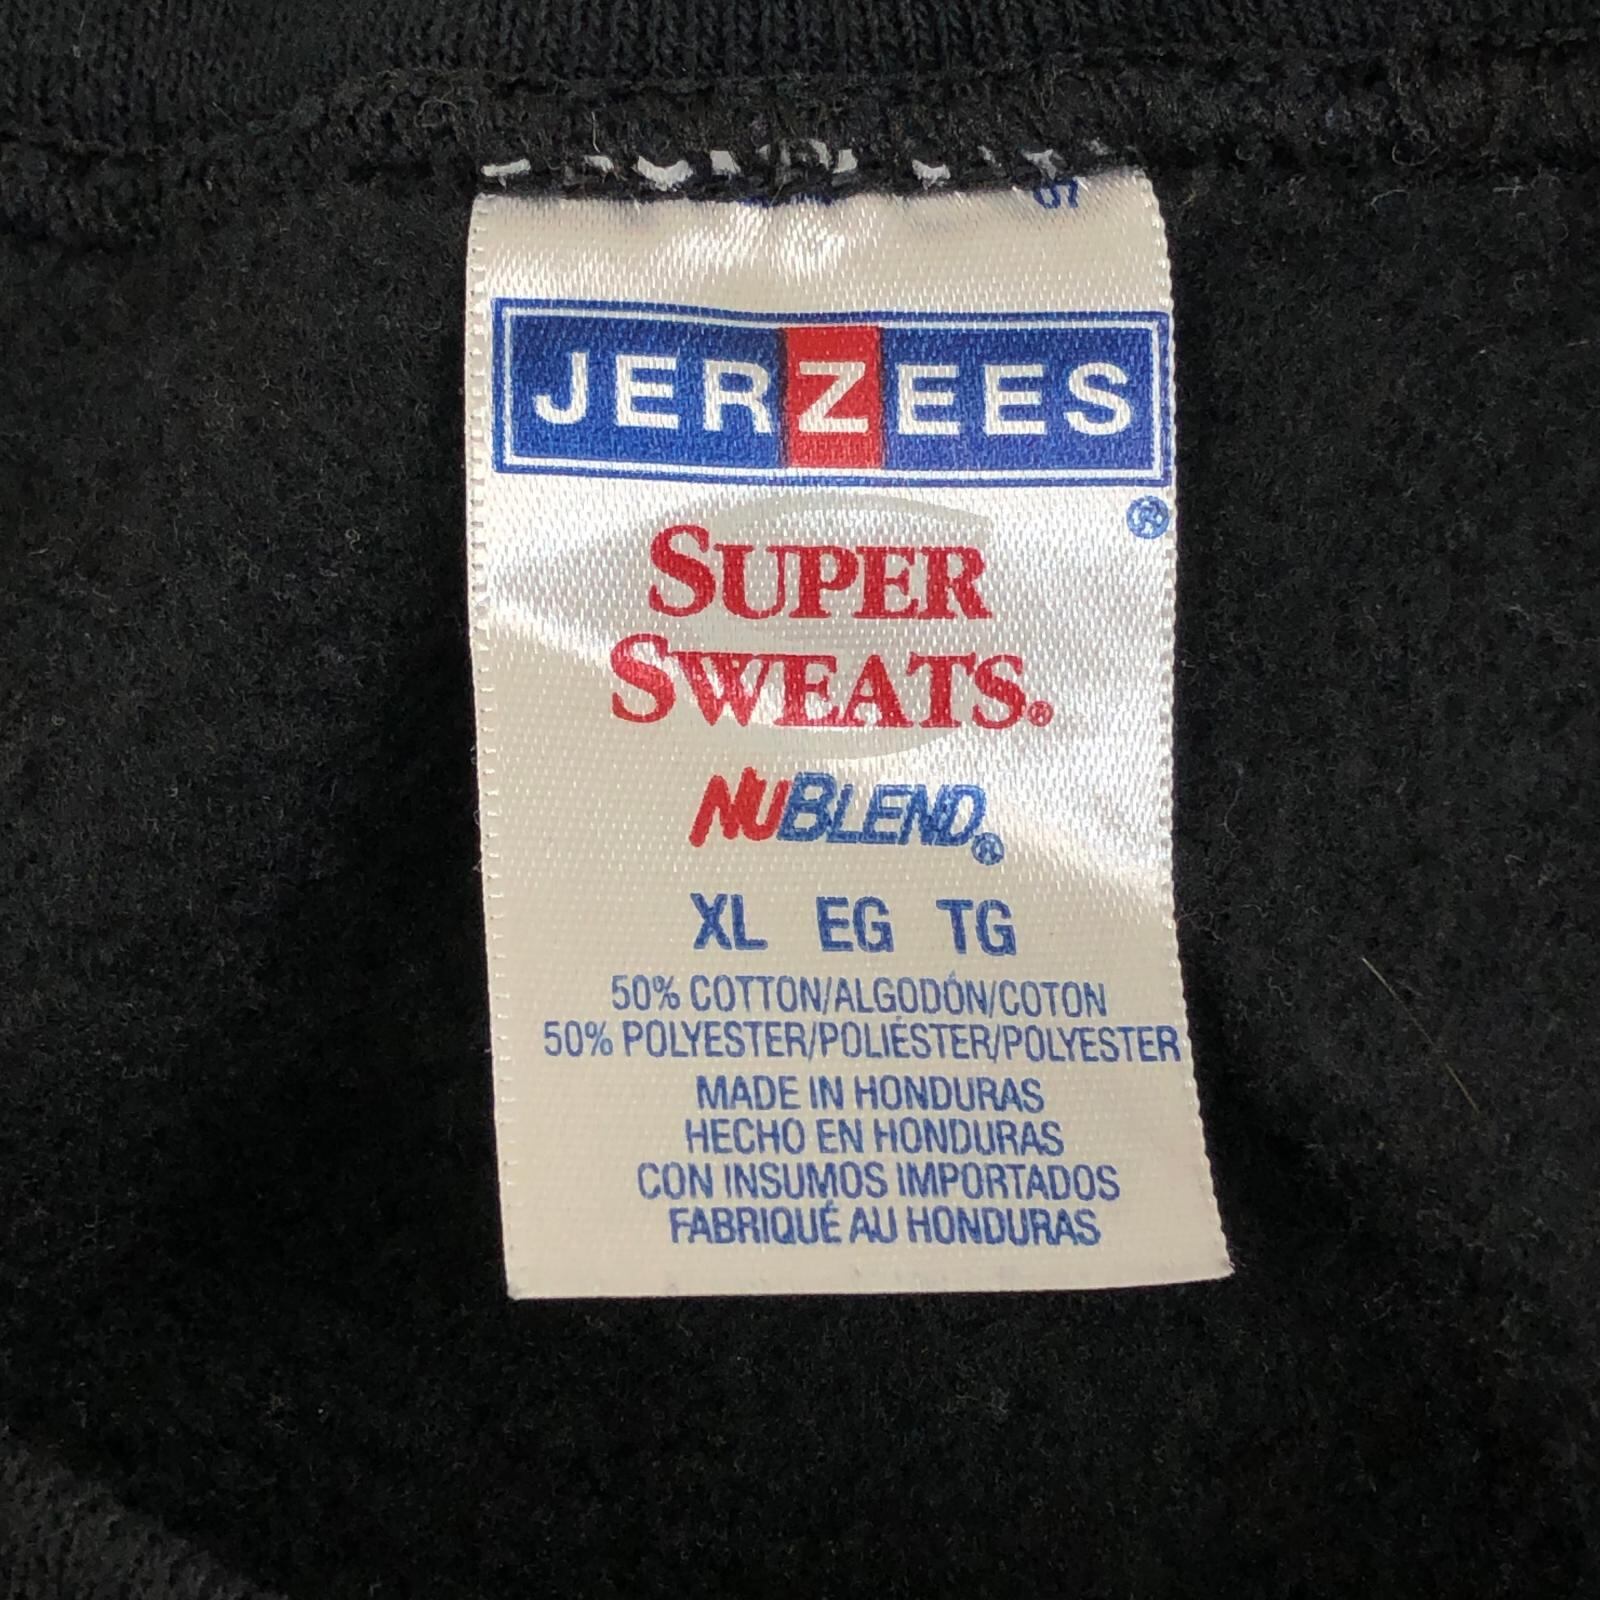 JERZEES
®
SUPER
SWEATS®
NUBLEND®
XL EG TG
50% COTTON/ALGODÓN/COTON
50% POLYESTER/POLIÉSTER/POLYESTER
MADE IN HONDURAS
HECHO EN HONDURAS
CON INSUMOS IMPORTADOS
FABRIQUÉ AU HONDURAS